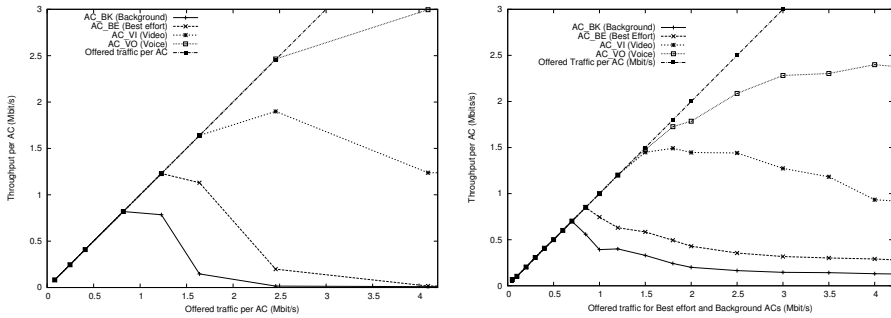 AC_BK (Background)
AC_BE (Best effort)
AC_VI (Video)
AC_VO (Voice)
Offered traffic per AC
Throughput per AC (Mbit/s)
3
2.5
2
1.5
1
0.5
0
0.5 1 1.5 2 2.5 3 3.5 4
Offered traffic per AC (Mbit/s)
AC_BK (Background)
AC_BE (Best Effort)
AC_VI (Video)
AC_VO (Voice)
Offered Traffic per AC (Mbit/s)
Throughput per AC (Mbits/s)
3
2.5
2
1.5
1
0.5
0
0 0.5 1 1.5 2 2.5 3 3.5 4
Offered traffic for Best effort and Background ACs (Mbit/s)